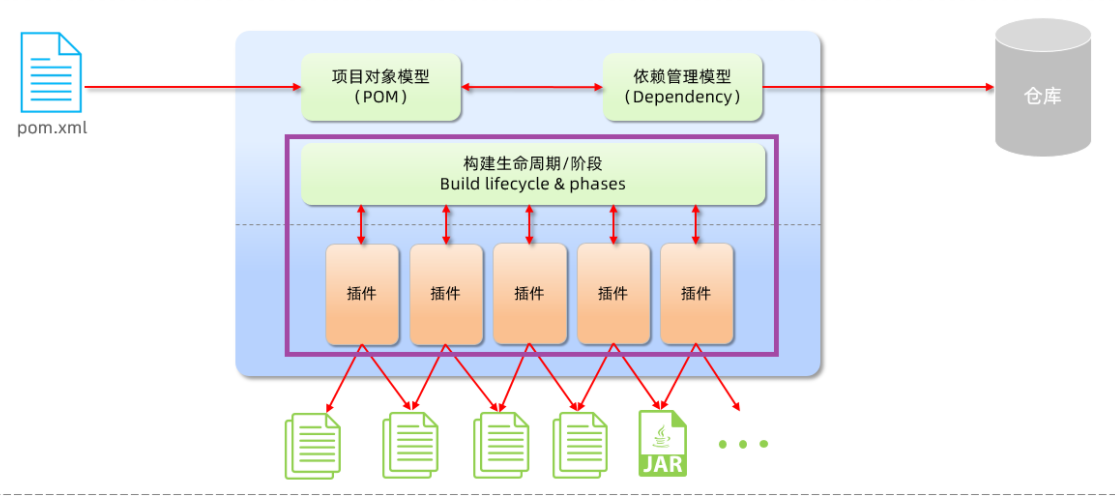 项目对象模型
（POM）
依赖管理模型
（Dependency）
仓库
pom.xml
构建生命周期/阶段
Build lifecycle & phases
插件
插件
插件
插件
插件
JAR